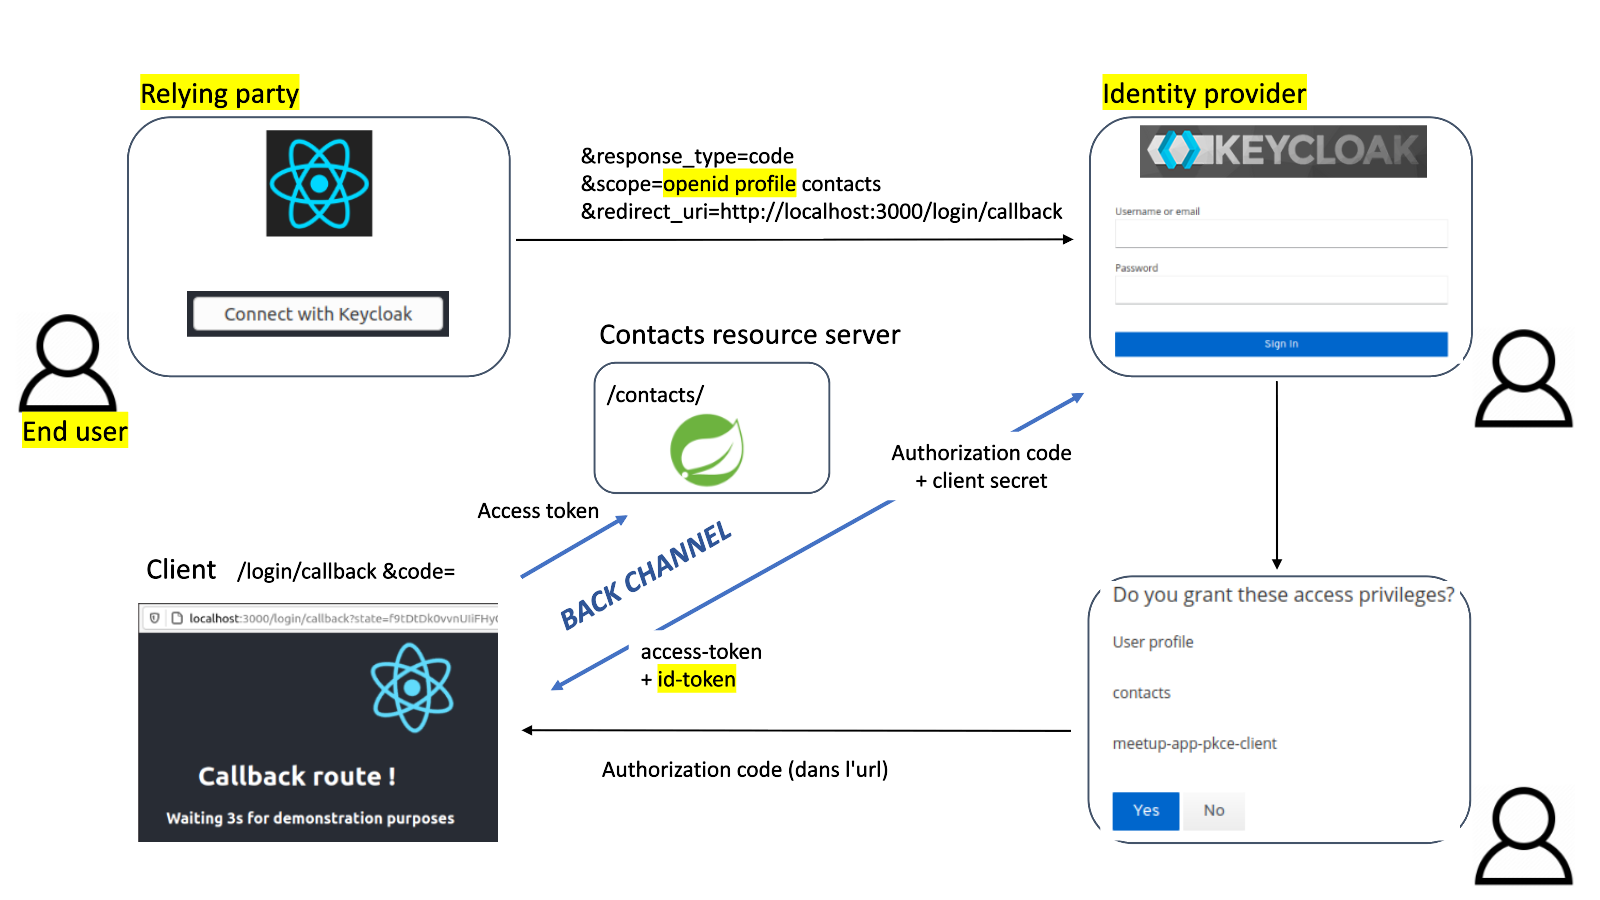 Relying party
Identity provider
KEYCLOAK
&response_type=code
&scope=openid profile contacts
&redirect_uri=http://localhost:3000/login/callback
Username or email
Password
Sign In
Connect with Keycloak
End user
Contacts resource server
/contacts/
Authorization code
+ client secret
Access token
BACK CHANNEL
Client /login/callback &code=
localhost:3000/login/callback?state=
access-token
+ id-token
Callback route !
Waiting 3s for demonstration purposes
Authorization code (dans l'url)
Do you grant these access privileges?
User profile
contacts
meetup-app-pkce-client
Yes No